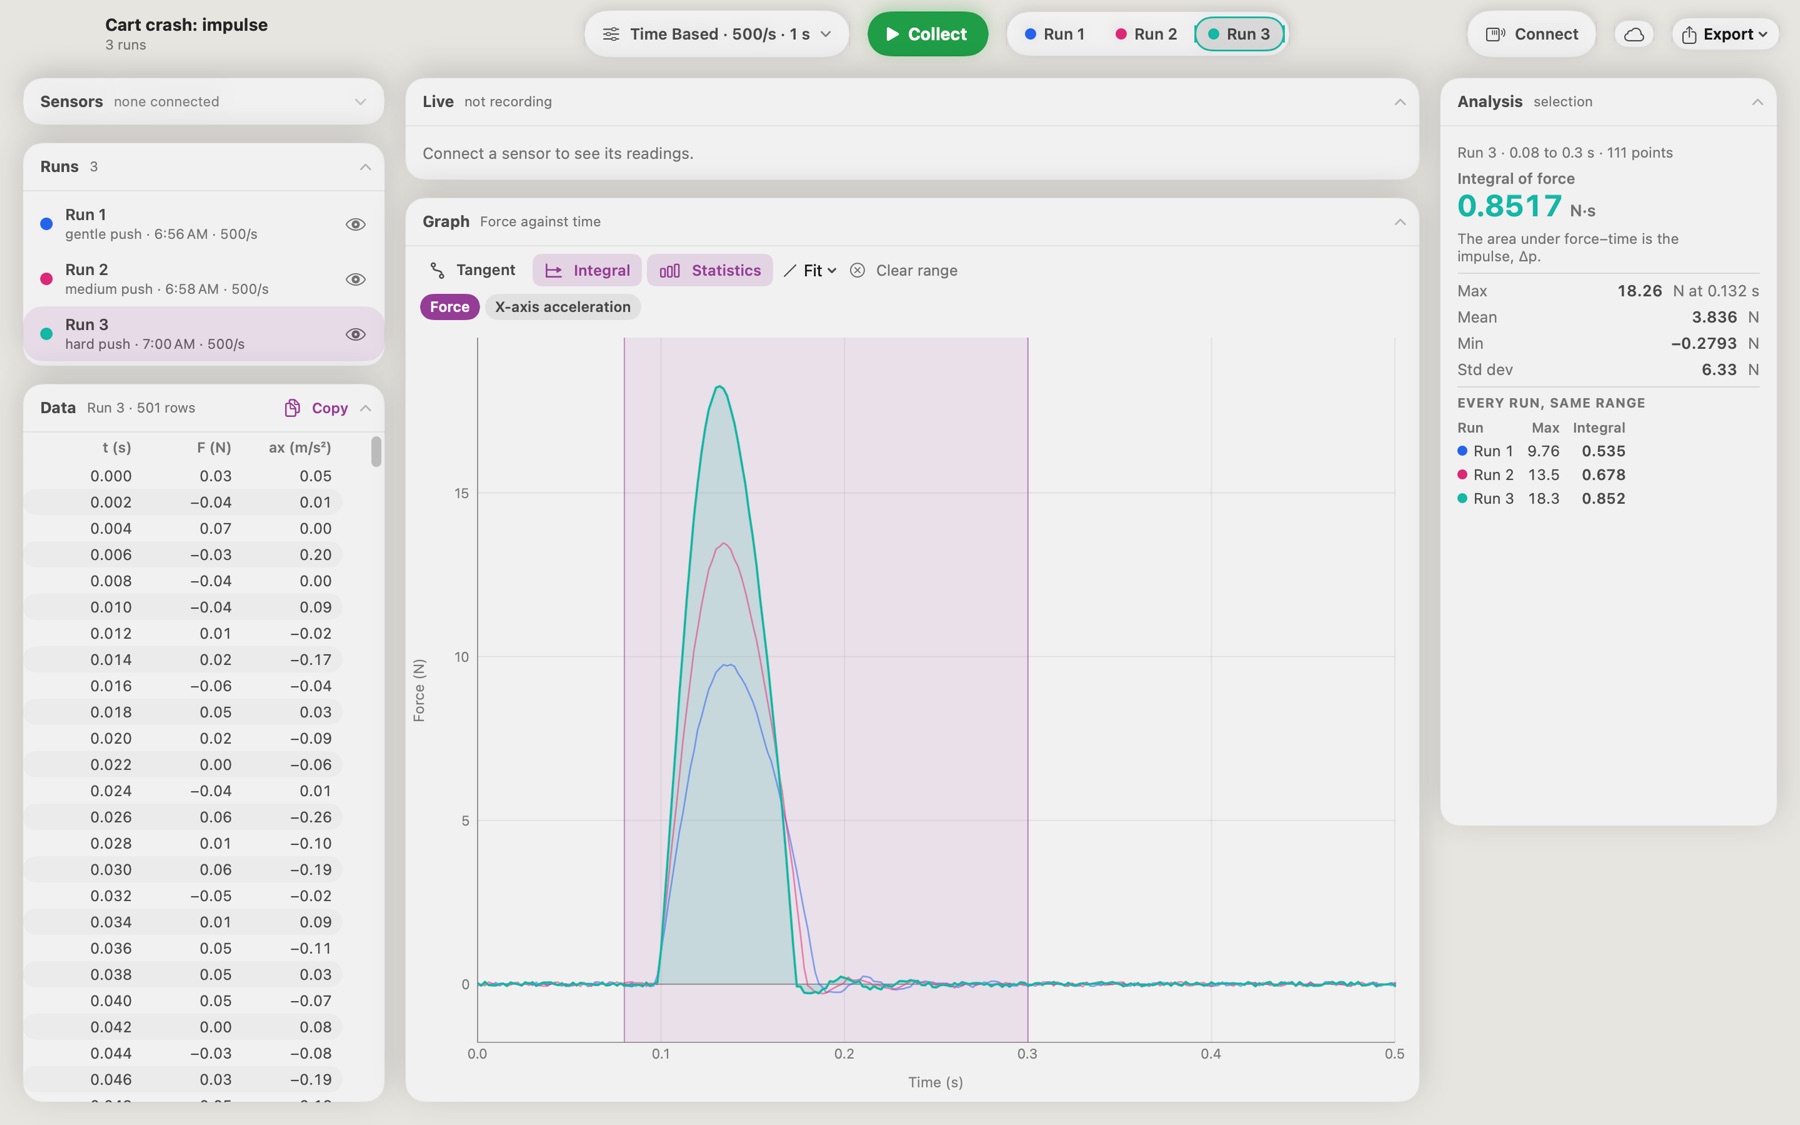 Cart crash: impulse
3 runs
Time Based · 500/s · 1 s
Collect
Run 1
Run 2
Run 3
Connect
Export
Sensors none connected
Runs 3
Run 1
gentle push · 6:56 AM · 500/s
Run 2
medium push · 6:58 AM · 500/s
Run 3
hard push · 7:00 AM · 500/s
Data Run 3 · 501 rows Copy
t (s) F (N) ax (m/s²)
0.000 0.03 0.05
0.002 −0.04 0.01
0.004 0.07 0.00
0.006 −0.03 0.20
0.008 −0.04 0.00
0.010 −0.04 0.09
0.012 0.01 −0.02
0.014 0.02 −0.17
0.016 −0.06 −0.04
0.018 0.05 0.03
0.020 0.02 −0.09
0.022 0.00 −0.06
0.024 −0.04 0.01
0.026 0.06 −0.26
0.028 0.01 −0.10
0.030 0.06 −0.19
0.032 −0.05 −0.02
0.034 0.01 0.09
0.036 0.05 −0.11
0.038 0.05 0.03
0.040 0.05 −0.07
0.042 0.00 0.08
0.044 −0.03 −0.08
0.046 0.03 −0.19
Live not recording
Connect a sensor to see its readings.
Graph Force against time
Tangent Integral Statistics Fit Clear range
Force X-axis acceleration
15
10
5
0
Force (N)
0.0 0.1 0.2 0.3 0.4 0.5
Time (s)
Analysis selection
Run 3 · 0.08 to 0.3 s · 111 points
Integral of force
0.8517 N·s
The area under force–time is the
impulse, Δp.
Max 18.26 N at 0.132 s
Mean 3.836 N
Min −0.2793 N
Std dev 6.33 N
EVERY RUN, SAME RANGE
Run Max Integral
Run 1 9.76 0.535
Run 2 13.5 0.678
Run 3 18.3 0.852